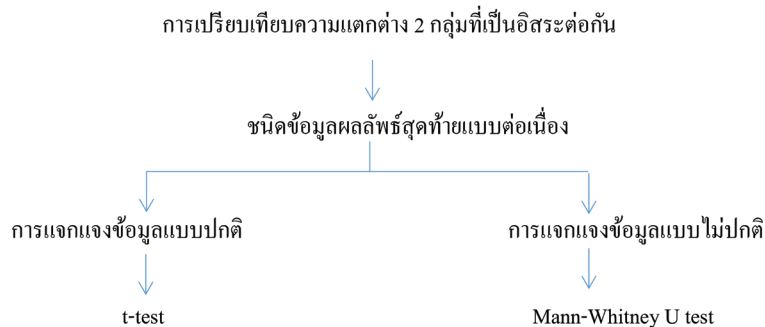 การเปรียบเทียบความแตกต่าง 2 กลุ่มที่เป็นอิสระต่อกัน
ชนิดข้อมูลผลลัพธ์สุดท้ายแบบต่อเนื่อง
การแจกแจงข้อมูลแบบปกติ
การแจกแจงข้อมูลแบบไม่ปกติ
t-test
Mann-Whitney U test